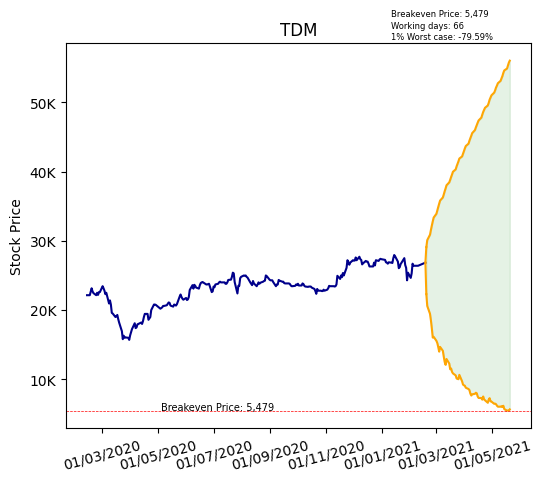 Breakeven Price: 5,479
Working days: 66
1% Worst case: -79.59%
TDM
Stock Price
50K
40K
30K
20K
10K
Breakeven Price: 5,479
01/03/2020
01/05/2020
01/07/2020
01/09/2020
01/11/2020
01/01/2021
01/03/2021
01/05/2021